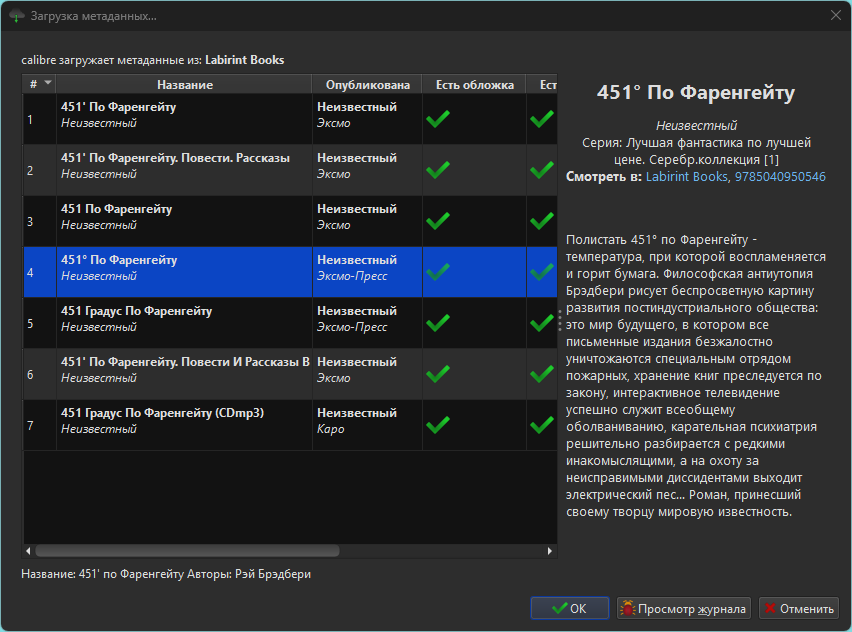 Загрузка метаданных...
calibre загружает метаданные из: Labirint Books
# Название Опубликована Есть обложка Ест
1 451' По Фаренгейту Неизвестный
Неизвестный Эксмо
2 451' По Фаренгейту. Повести. Рассказы Неизвестный
Неизвестный Эксмо
3 451 По Фаренгейту Неизвестный
Неизвестный Эксмо
4 451° По Фаренгейту Неизвестный
Неизвестный Эксмо-Пресс
5 451 Градус По Фаренгейту Неизвестный
Неизвестный Эксмо-Пресс
6 451' По Фаренгейту. Повести И Рассказы В Неизвестный
Неизвестный Эксмо
7 451 Градус По Фаренгейту (CDmp3) Неизвестный
Неизвестный Каро
451° По Фаренгейту
Неизвестный
Серия: Лучшая фантастика по лучшей
цене. Серебр.коллекция [1]
Смотреть в: Labirint Books, 9785040950546
Полистать 451° по Фаренгейту -
температура, при которой воспламеняется
и горит бумага. Философская антиутопия
Брэдбери рисует беспросветную картину
развития постиндустриального общества:
это мир будущего, в котором все
письменные издания безжалостно
уничтожаются специальным отрядом
пожарных, хранение книг преследуется по
закону, интерактивное телевидение
успешно служит всеобщему
оболваниванию, карательная психиатрия
решительно разбирается с редкими
инакомыслящими, а на охоту за
неисправимыми диссидентами выходит
электрический пес... Роман, принесший
своему творцу мировую известность.
Название: 451' по Фаренгейту Авторы: Рэй Брэдбери
OK Просмотр журнала Отменить